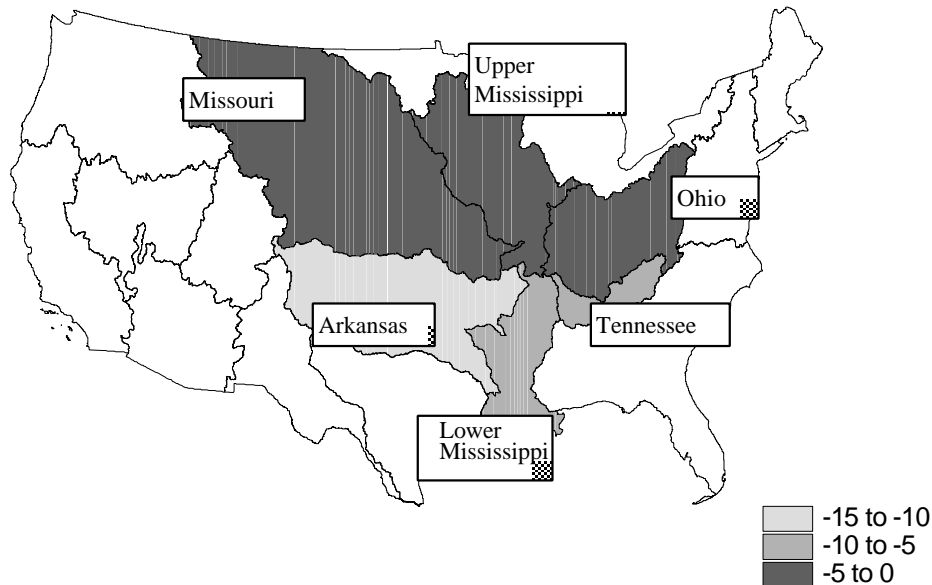 Upper
Mississippi
Missouri
Ohio
Arkansas
Tennessee
Lower
Mississippi
-15 to -10
-10 to -5
-5 to 0